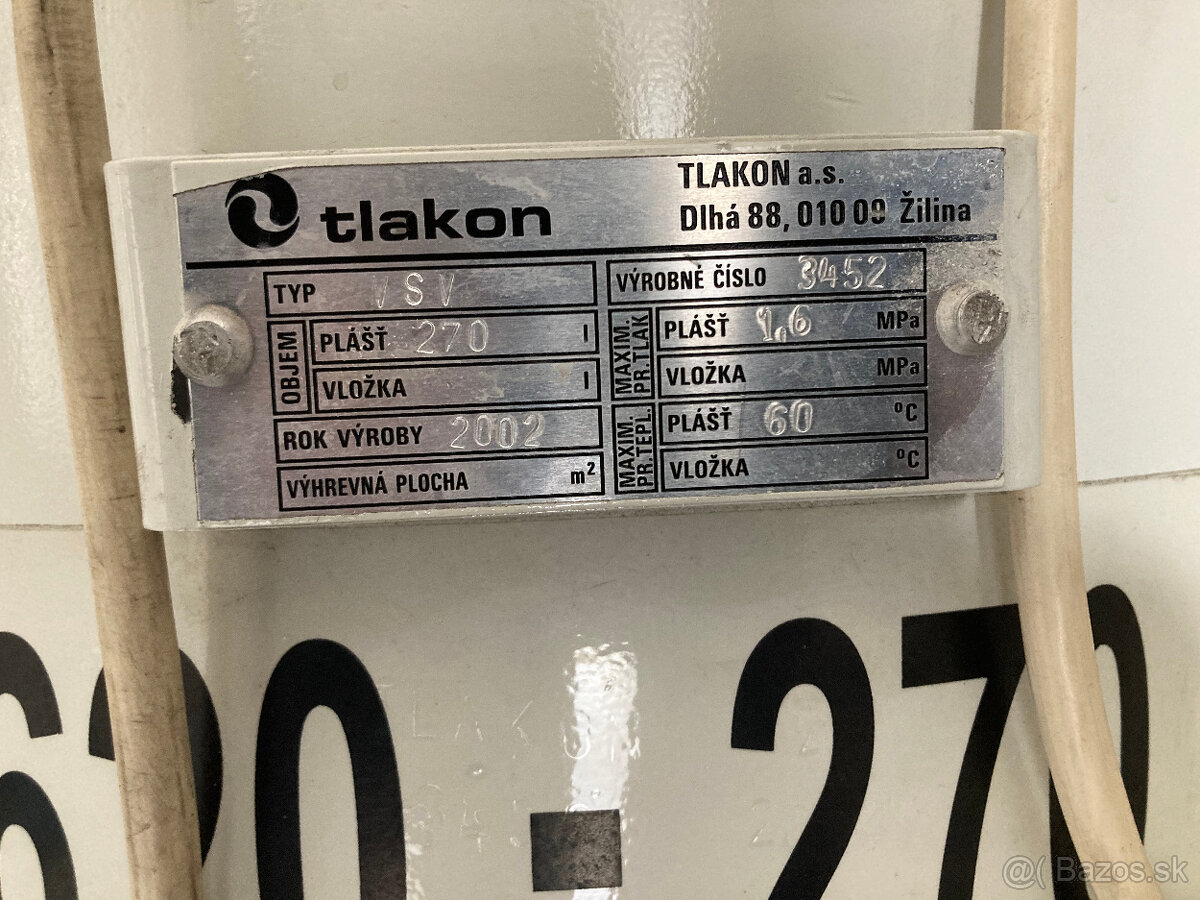 tlakon
TLAKON a.s.
Dlhá 88, 010 09 Žilina
TYP VSV
OBJEM
PLÁŠŤ 270 l
VLOŽKA l
ROK VÝROBY 2002
VÝHREVNÁ PLOCHA m²
VÝROBNÉ ČÍSLO 3452
MAXIM. PR.TLAK
PLÁŠŤ 1,6 MPa
VLOŽKA MPa
MAXIM. PR.TEPL.
PLÁŠŤ 60 °C
VLOŽKA °C
620 - 270
@( Bazos.sk